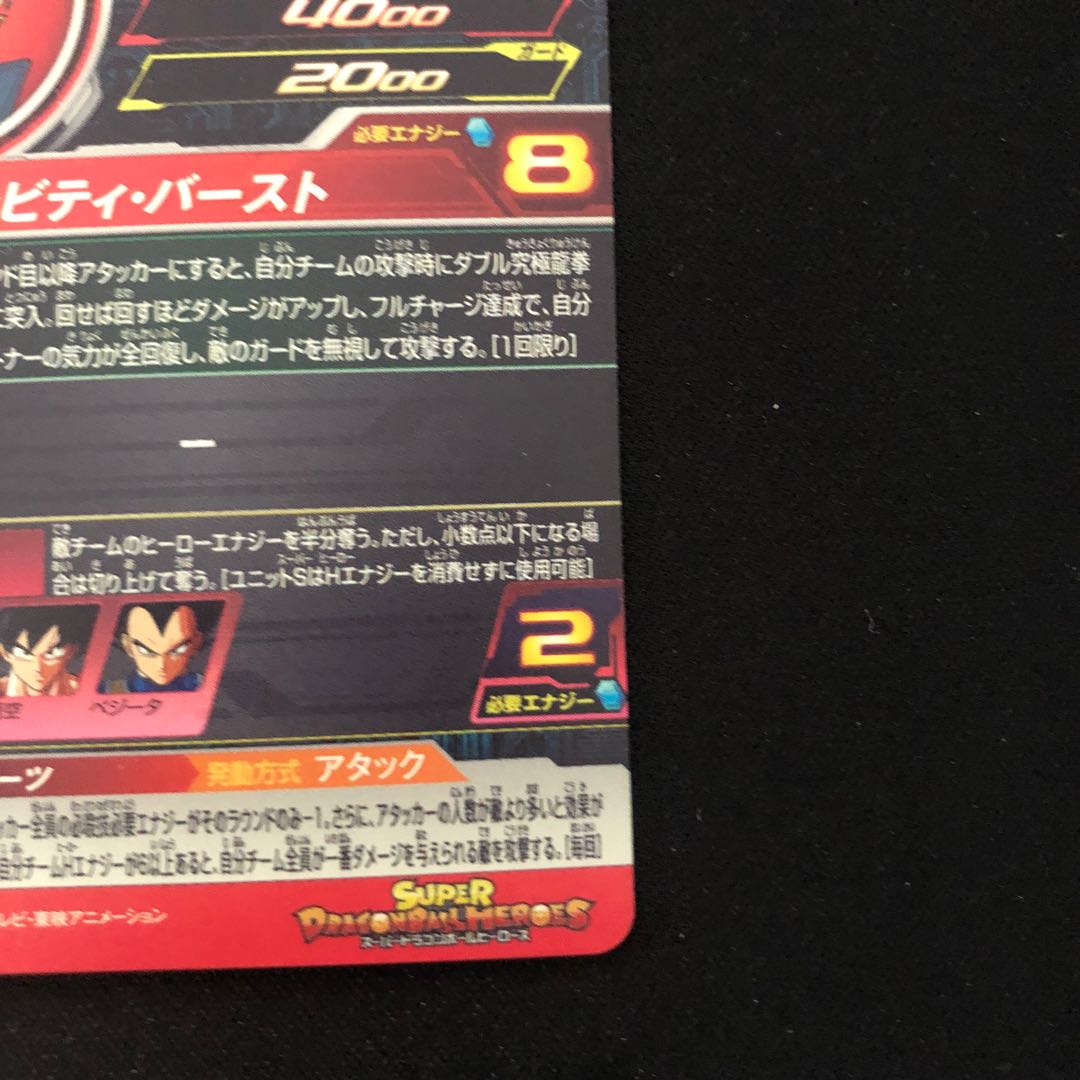 4000
ガード
2000
必要エナジー 8
ビティ・バースト
ド目以降アタッカーにすると、自分チームの攻撃時にダブル究極龍拳
に突入。回せば回すほどダメージがアップし、フルチャージ達成で、自分
トナーの気力が全回復し、敵のガードを無視して攻撃する。[1回限り]
ー
敵チームのヒーローエナジーを半分奪う。ただし、小数点以下になる場
合は切り上げて奪う。[ユニットSはHエナジーを消費せずに使用可能]
2
空 ベジータ
必要エナジー
ーツ 発動方式 アタック
ッカー全員の必殺技必要エナジーがそのラウンドのみー1。さらに、アタッカーの人数が敵より多いと効果が
自分チームHエナジーが6以上あると、自分チーム全員が一番ダメージを与えられる敵を攻撃する。[毎回]
レビ・東映アニメーション
SUPER
DRAGONBALL HEROES
スーパードラゴンボールヒーローズ